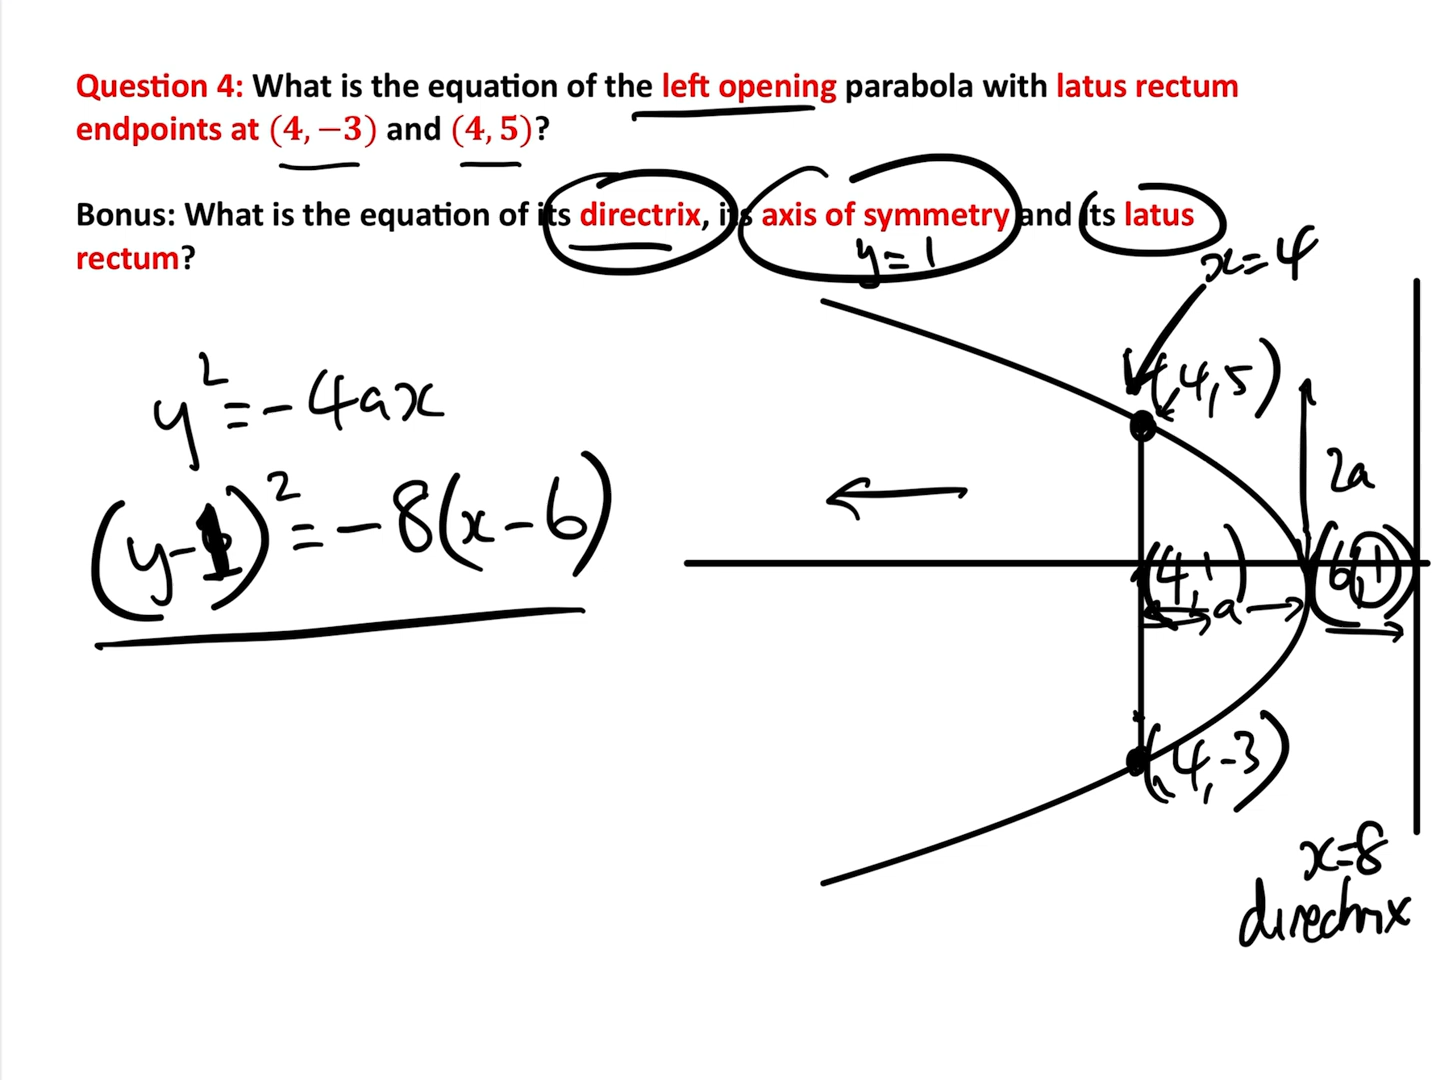 Question 4: What is the equation of the left opening parabola with latus rectum
endpoints at (4, −3) and (4, 5)?
Bonus: What is the equation of its directrix, its axis of symmetry and its latus
rectum?
y=1
x=4
y²=-4ax
(4,5)
2a
(y-1)²=-8(x-6)
(4,1)
(6,1)
a
(4,-3)
x=8
directrix